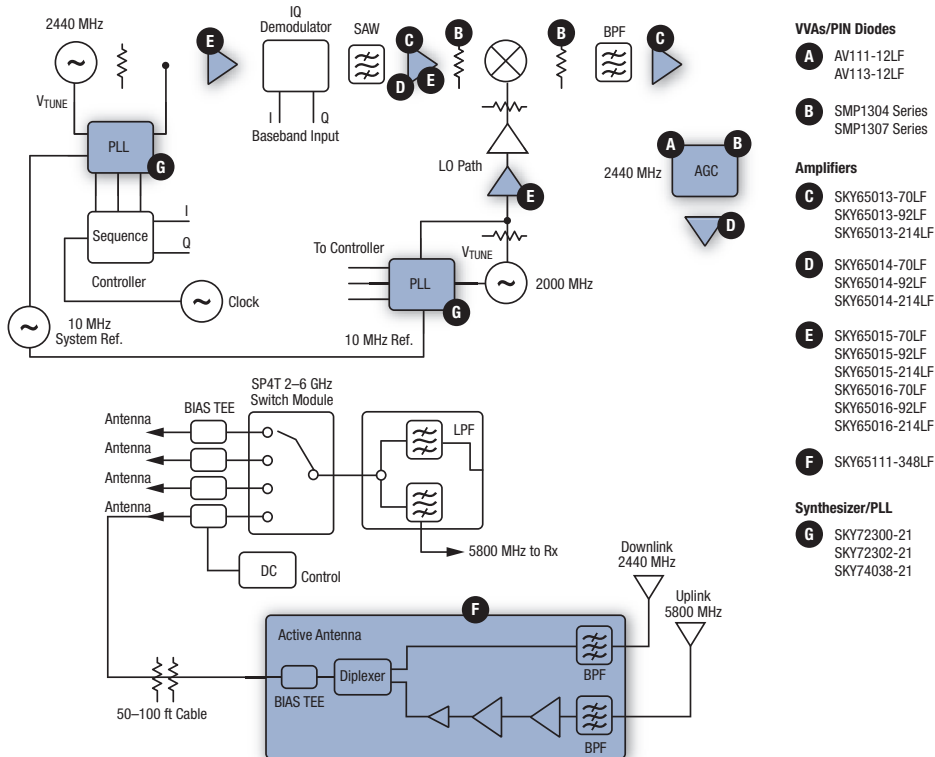 2440 MHz
E
IQ
Demodulator
I
Q
Baseband Input
SAW
C
D
E
B
B
BPF
C
VTUNE
PLL
G
Sequence
I
Q
Controller
Clock
10 MHz
System Ref.
LO Path
E
To Controller
VTUNE
PLL
G
2000 MHz
10 MHz Ref.
2440 MHz
A
B
AGC
D
SP4T 2–6 GHz
Switch Module
BIAS TEE
Antenna
Antenna
Antenna
Antenna
LPF
5800 MHz to Rx
DC
Control
50–100 ft Cable
F
Active Antenna
BIAS TEE
Diplexer
BPF
BPF
Downlink
2440 MHz
Uplink
5800 MHz
VVAs/PIN Diodes
A AV111-12LF
AV113-12LF
B SMP1304 Series
SMP1307 Series
Amplifiers
C SKY65013-70LF
SKY65013-92LF
SKY65013-214LF
D SKY65014-70LF
SKY65014-92LF
SKY65014-214LF
E SKY65015-70LF
SKY65015-92LF
SKY65015-214LF
SKY65016-70LF
SKY65016-92LF
SKY65016-214LF
F SKY65111-348LF
Synthesizer/PLL
G SKY72300-21
SKY72302-21
SKY74038-21